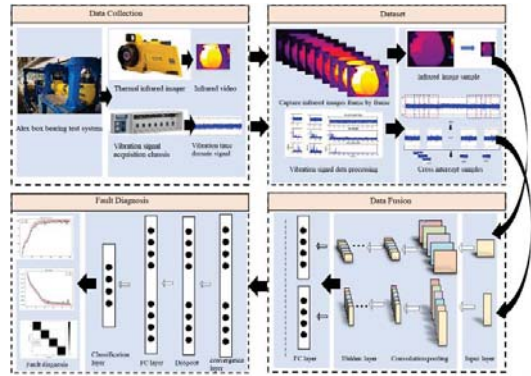 Data Collection
Dataset
Thermal infrared imager
Infrared video
Alex box bearing test system
Vibration signal
acquisition chassis
Vibration time
domain signal
Capture infrared images frame by frame
Infrared image sample
Vibration signal data processing
Cross intercept samples
Fault Diagnosis
Data Fusion
Fault diagnosis
Classification
layer
FC layer
Dropout
convergence layer
FC layer
Hidden layer
Convolution pooling
Input layer